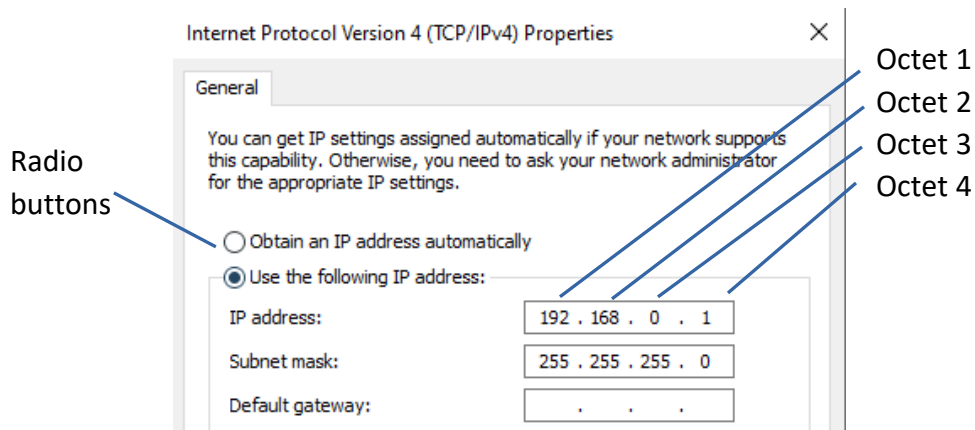 Internet Protocol Version 4 (TCP/IPv4) Properties
Octet 1
General
Octet 2
You can get IP settings assigned automatically if your network supports
this capability. Otherwise, you need to ask your network administrator
for the appropriate IP settings.
Octet 3
Octet 4
Radio
buttons
Obtain an IP address automatically
Use the following IP address:
IP address: 192 . 168 . 0 . 1
Subnet mask: 255 . 255 . 255 . 0
Default gateway: . . .